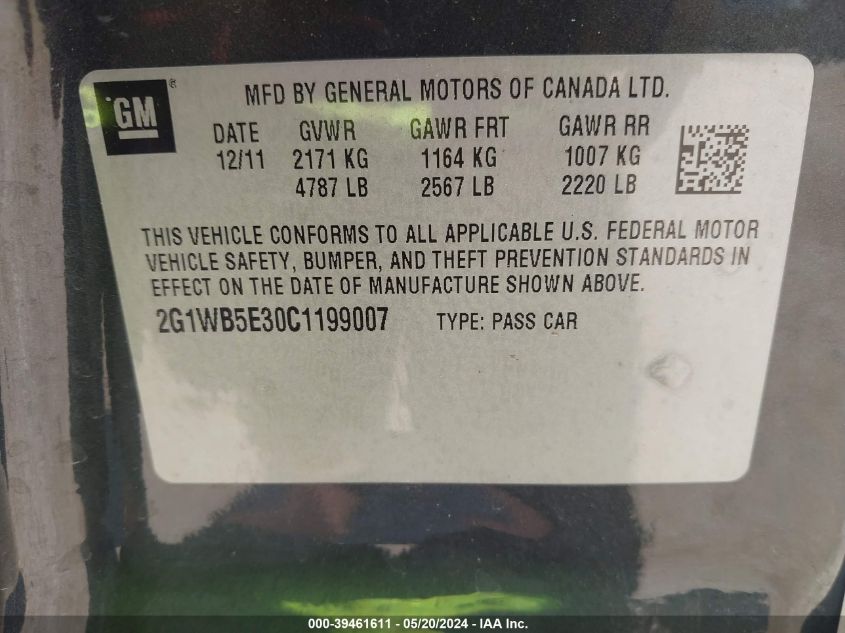 GM ®
MFD BY GENERAL MOTORS OF CANADA LTD.
DATE GVWR GAWR FRT GAWR RR
12/11 2171 KG 1164 KG 1007 KG
4787 LB 2567 LB 2220 LB
THIS VEHICLE CONFORMS TO ALL APPLICABLE U.S. FEDERAL MOTOR
VEHICLE SAFETY, BUMPER, AND THEFT PREVENTION STANDARDS IN
EFFECT ON THE DATE OF MANUFACTURE SHOWN ABOVE.
2G1WB5E30C1199007 TYPE: PASS CAR
000-39461611 - 05/20/2024 - IAA Inc.